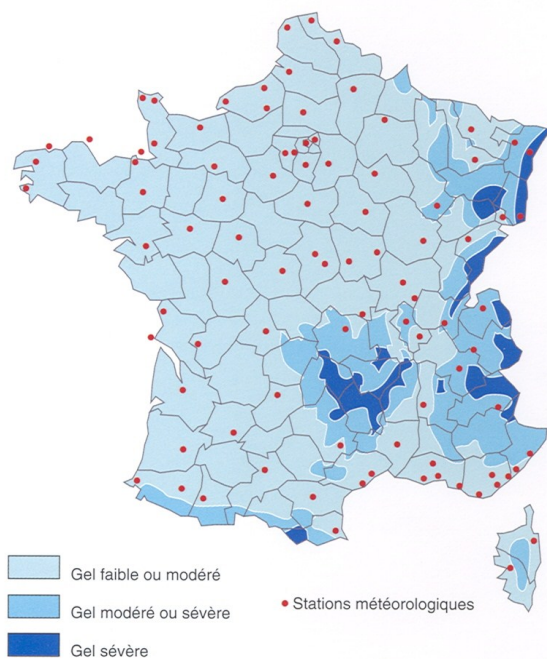 Gel faible ou modéré
Gel modéré ou sévère
Stations météorologiques
Gel sévère